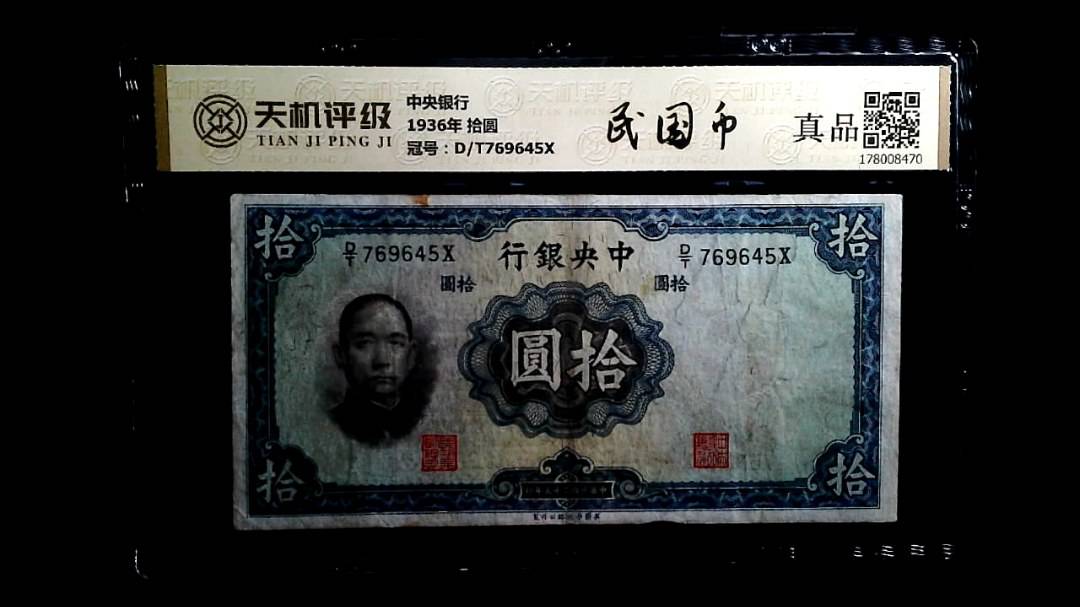 天机评级
TIAN JI PING JI
中央银行
1936年 拾圆
冠号：D/T769645X
民国币
真品
178008470
拾
拾
D/T 769645X
行銀央中
D/T 769645X
圓拾
圓拾
圓拾
拾
拾